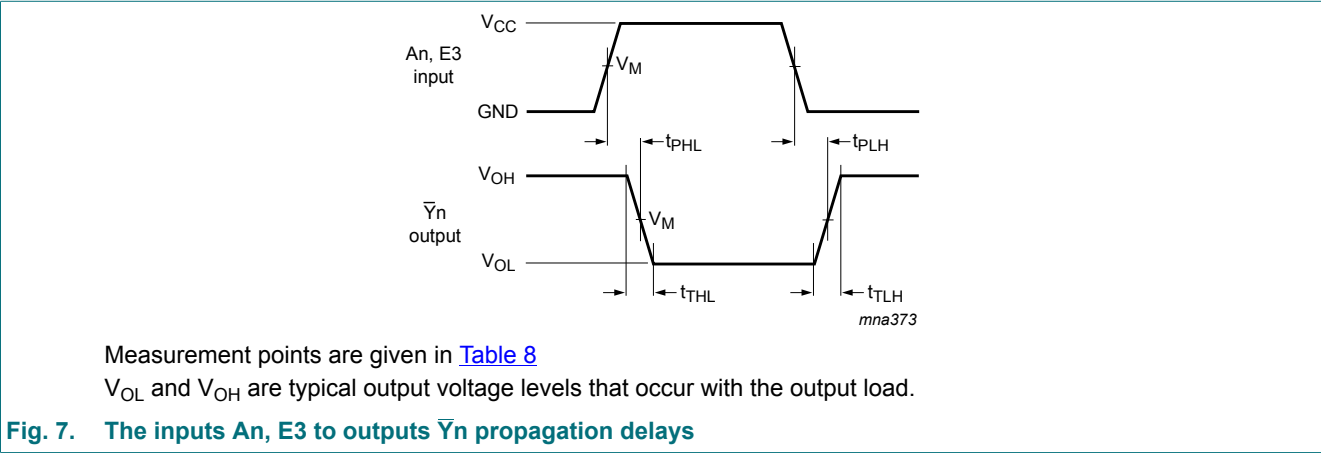 VCC
An, E3
input
VM
GND
tPHL
tPLH
VOH
Y̅n
output
VM
VOL
tTHL
tTLH
mna373
Measurement points are given in Table 8
VOL and VOH are typical output voltage levels that occur with the output load.
Fig. 7. The inputs An, E3 to outputs Y̅n propagation delays